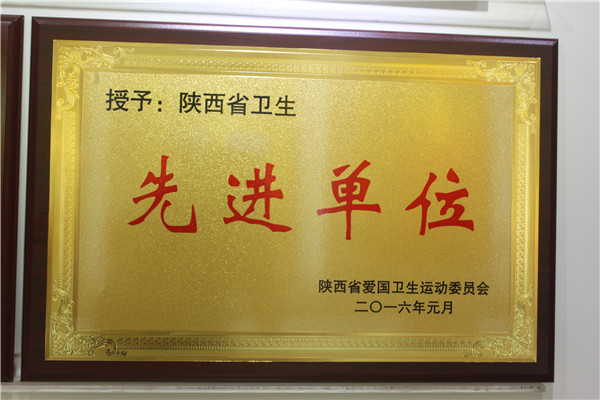 授予：陕西省卫生
先进单位
陕西省爱国卫生运动委员会
二〇一六年元月